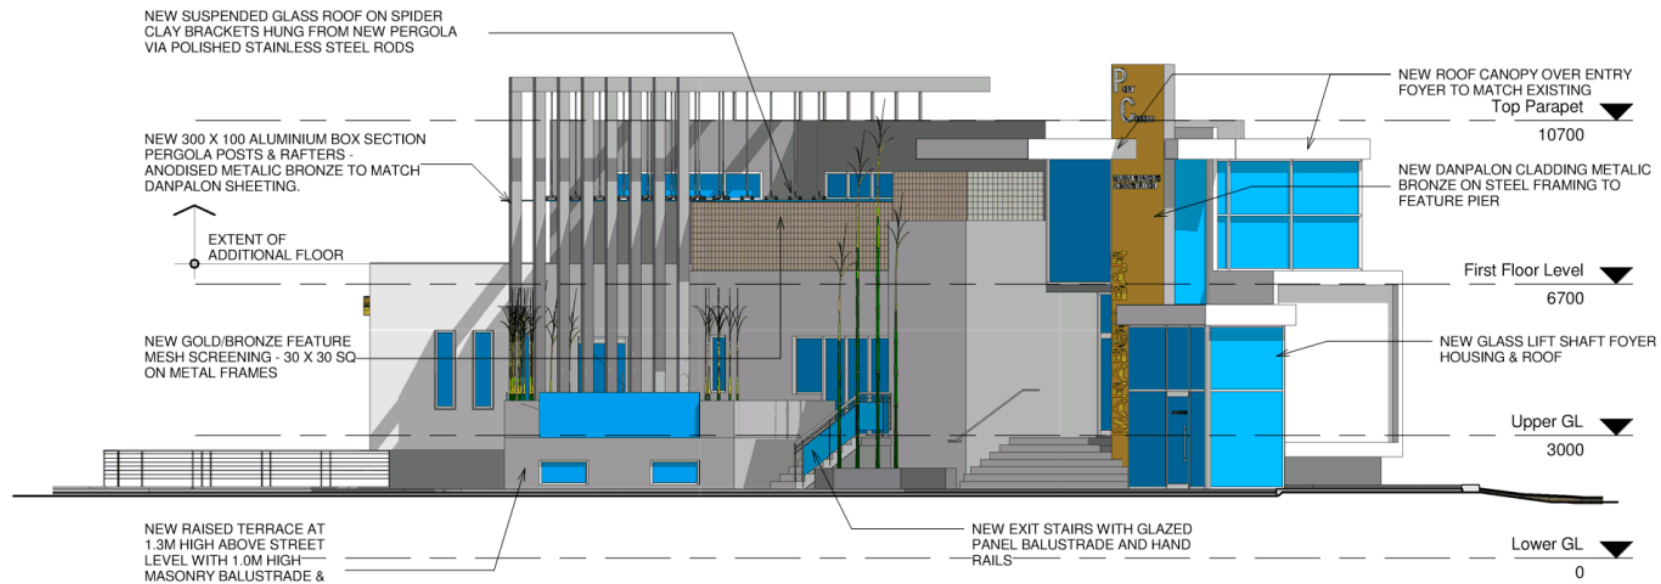 NEW SUSPENDED GLASS ROOF ON SPIDER
CLAY BRACKETS HUNG FROM NEW PERGOLA
VIA POLISHED STAINLESS STEEL RODS
NEW 300 X 100 ALUMINIUM BOX SECTION
PERGOLA POSTS & RAFTERS -
ANODISED METALIC BRONZE TO MATCH
DANPALON SHEETING.
EXTENT OF
ADDITIONAL FLOOR
NEW GOLD/BRONZE FEATURE
MESH SCREENING - 30 X 30 SQ
ON METAL FRAMES
NEW RAISED TERRACE AT
1.3M HIGH ABOVE STREET
LEVEL WITH 1.0M HIGH
MASONRY BALUSTRADE &
NEW EXIT STAIRS WITH GLAZED
PANEL BALUSTRADE AND HAND
RAILS
P
C
NEW ROOF CANOPY OVER ENTRY
FOYER TO MATCH EXISTING
Top Parapet
10700
NEW DANPALON CLADDING METALIC
BRONZE ON STEEL FRAMING TO
FEATURE PIER
First Floor Level
6700
NEW GLASS LIFT SHAFT FOYER
HOUSING & ROOF
Upper GL
3000
Lower GL
0